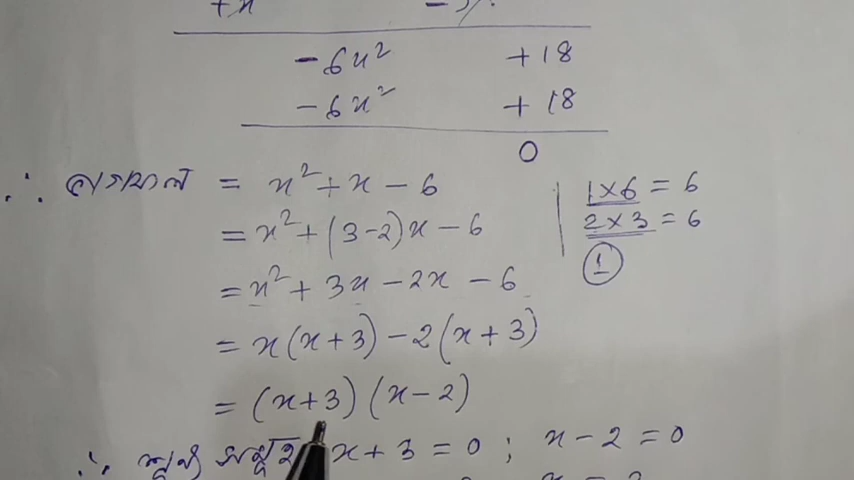 - 6x² + 18
- 6x² + 18
0
∴ = x² + x - 6
1×6 = 6
= x² + (3-2)x - 6
2×3 = 6
= x² + 3x - 2x - 6
1
= x(x+3) - 2(x+3)
= (x+3)(x-2)
∴ x+3 = 0 ; x-2 = 0